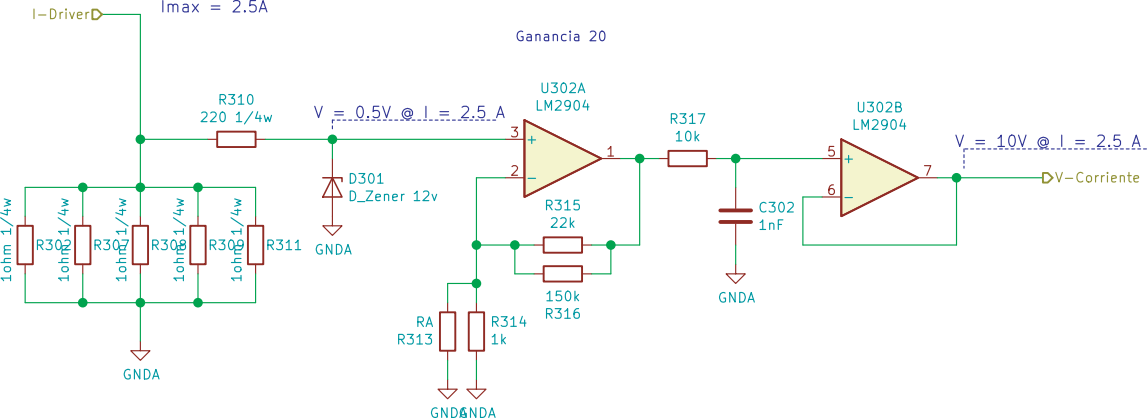 I-Driver
Imax = 2.5A
Ganancia 20
R310
220 1/4w
V = 0.5V @ I = 2.5 A
U302A
LM2904
3
+
2
−
1
R317
10k
U302B
LM2904
5
+
6
−
7
V = 10V @ I = 2.5 A
V-Corriente
D301
D_Zener 12v
GNDA
R315
22k
150k
R316
C302
1nF
GNDA
1ohm 1/4w
R302
1ohm 1/4w
R307
1ohm 1/4w
R308
1ohm 1/4w
R309
1ohm 1/4w
R311
GNDA
RA
R313
R314
1k
GNDA
GNDA